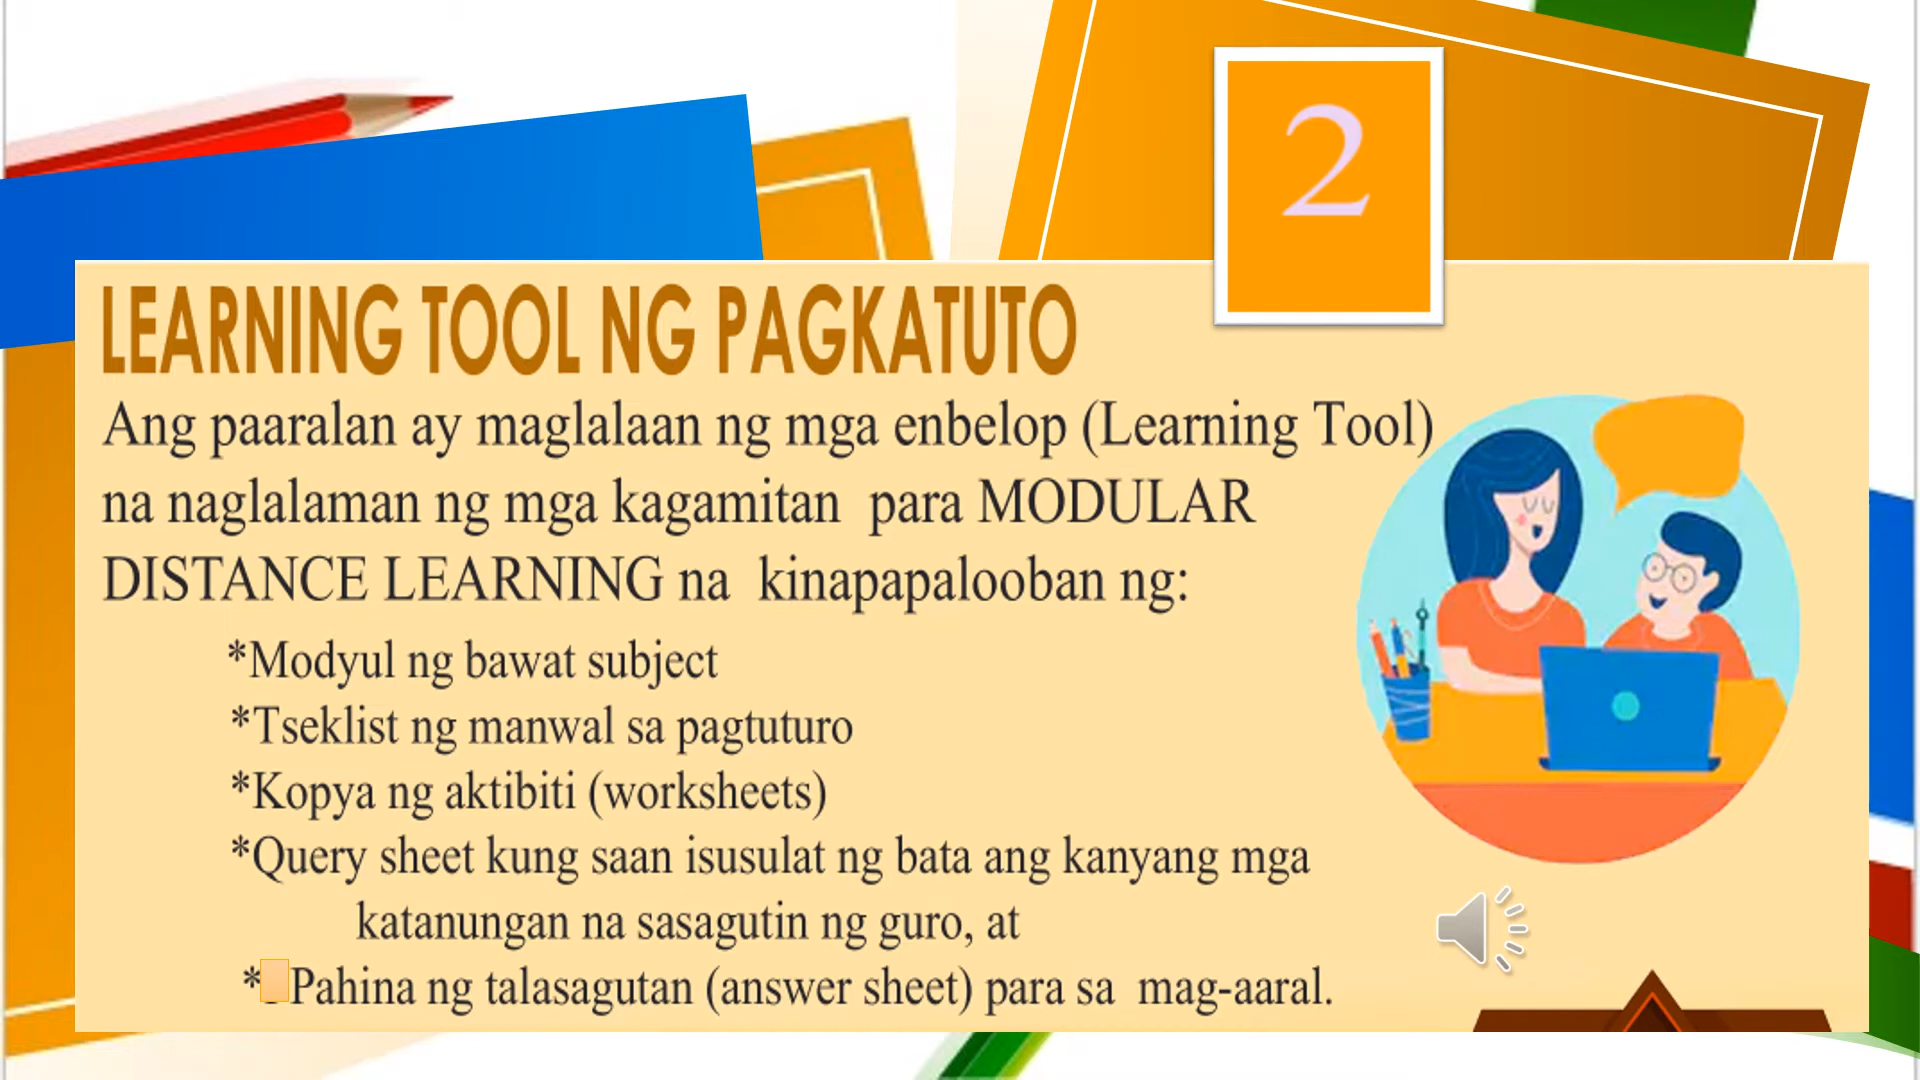 2
LEARNING TOOL NG PAGKATUTO
Ang paaralan ay maglalaan ng mga enbelop (Learning Tool)
na naglalaman ng mga kagamitan para MODULAR
DISTANCE LEARNING na kinapapalooban ng:
*Modyul ng bawat subject
*Tseklist ng manwal sa pagtuturo
*Kopya ng aktibiti (worksheets)
*Query sheet kung saan isusulat ng bata ang kanyang mga
katanungan na sasagutin ng guro, at
*Pahina ng talasagutan (answer sheet) para sa mag-aaral.